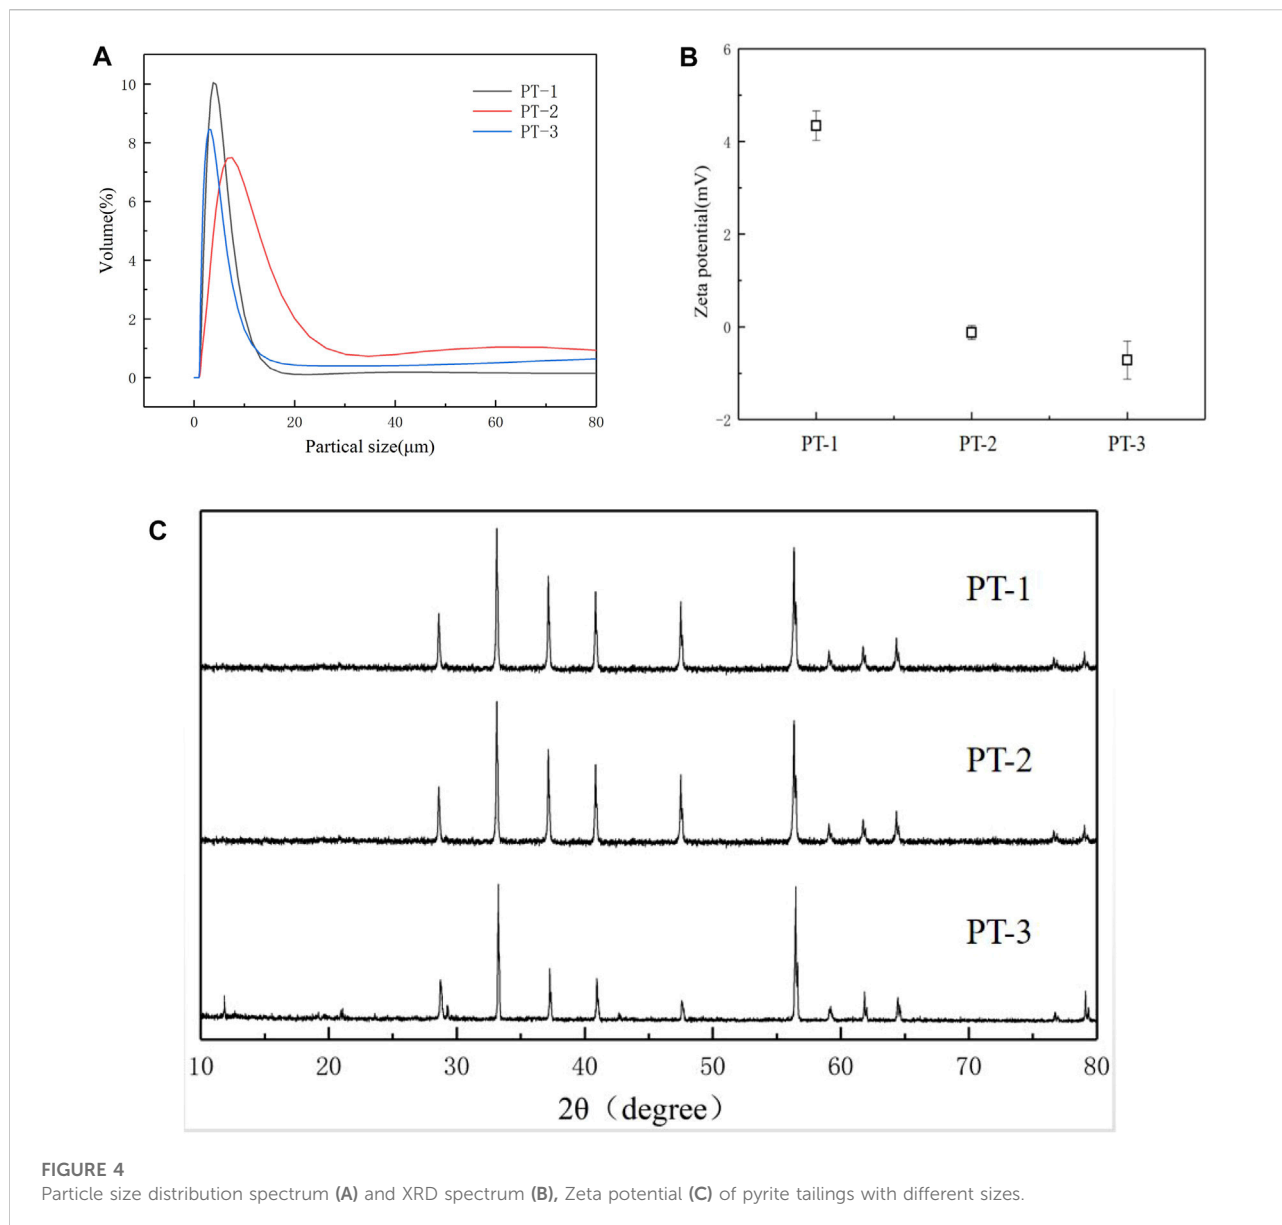 A
10
8
6
4
2
0
Volume(%)
PT-1
PT-2
PT-3
0 20 40 60 80
Partical size(μm)
B
6
4
2
0
-2
Zeta potential(mV)
PT-1 PT-2 PT-3
C
PT-1
PT-2
PT-3
10 20 30 40 50 60 70 80
2θ（degree）
FIGURE 4
Particle size distribution spectrum (A) and XRD spectrum (B), Zeta potential (C) of pyrite tailings with different sizes.